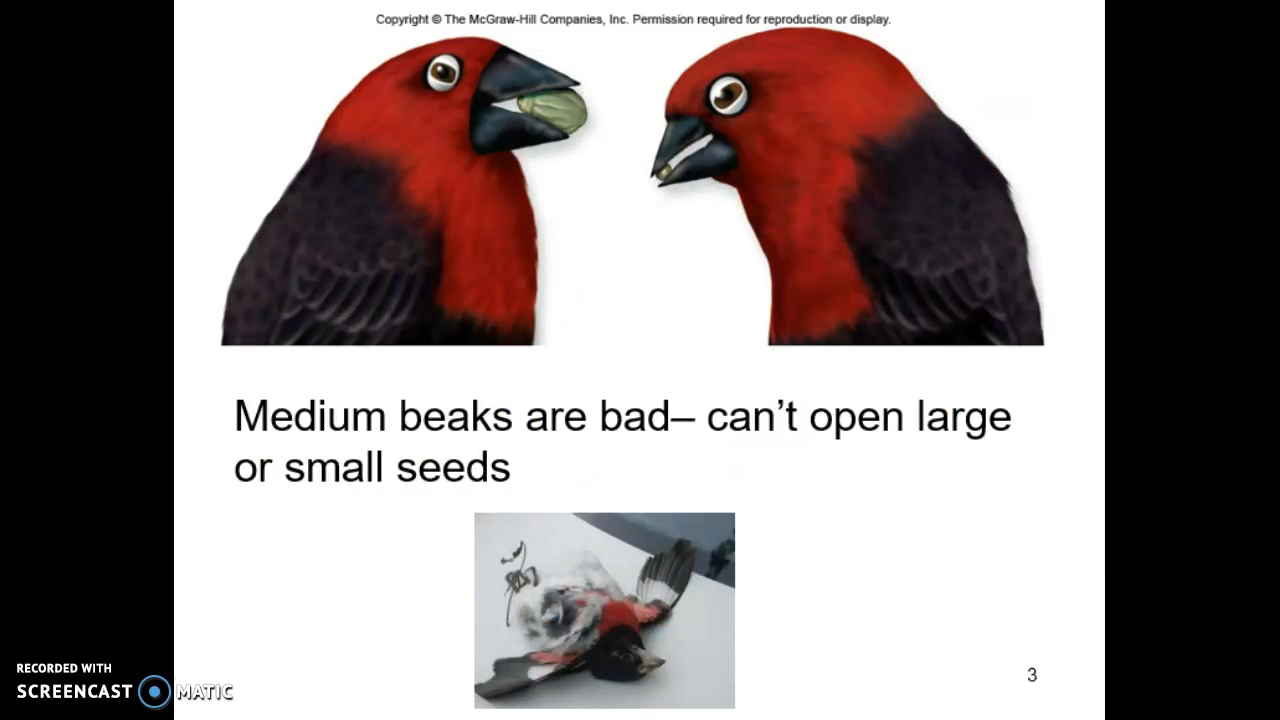 Copyright © The McGraw-Hill Companies, Inc. Permission required for reproduction or display.
Medium beaks are bad– can't open large
or small seeds
3
RECORDED WITH
SCREENCAST MATIC